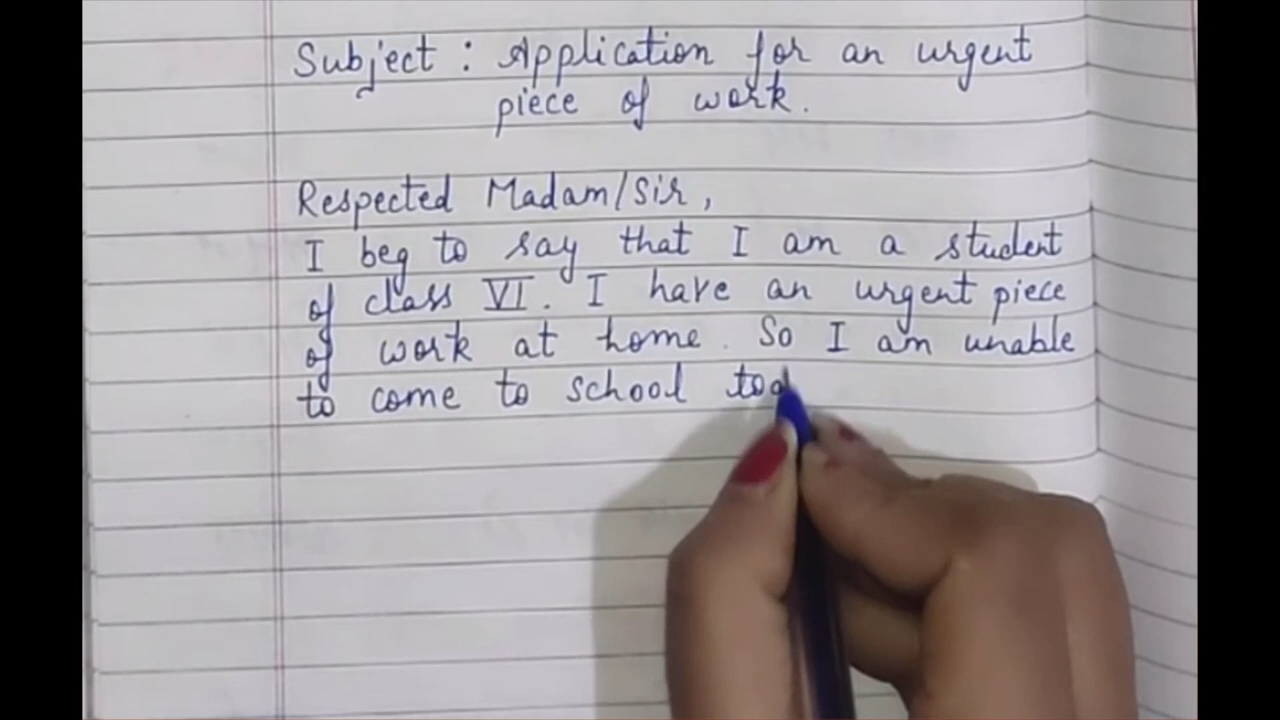 Subject : Application for an urgent
piece of work.
Respected Madam/Sir,
I beg to say that I am a student
of class VI. I have an urgent piece
of work at home. So I am unable
to come to school tod